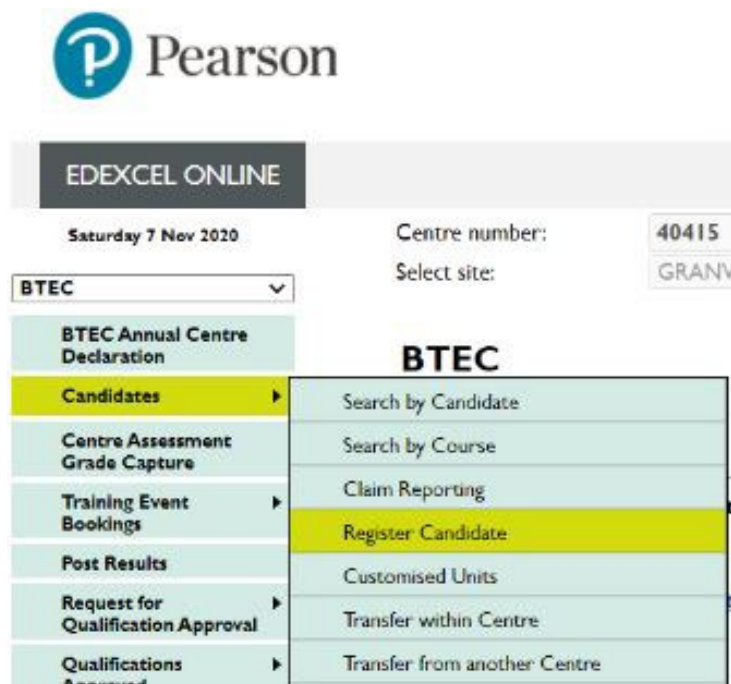 Pearson
EDEXCEL ONLINE
Saturday 7 Nov 2020
Centre number:
40415
Select site:
GRANV
BTEC
BTEC Annual Centre
Declaration
BTEC
Candidates
Search by Candidate
Search by Course
Claim Reporting
Register Candidate
Customised Units
Transfer within Centre
Transfer from another Centre
Centre Assessment
Grade Capture
Training Event
Bookings
Post Results
Request for
Qualification Approval
Qualifications
Approved